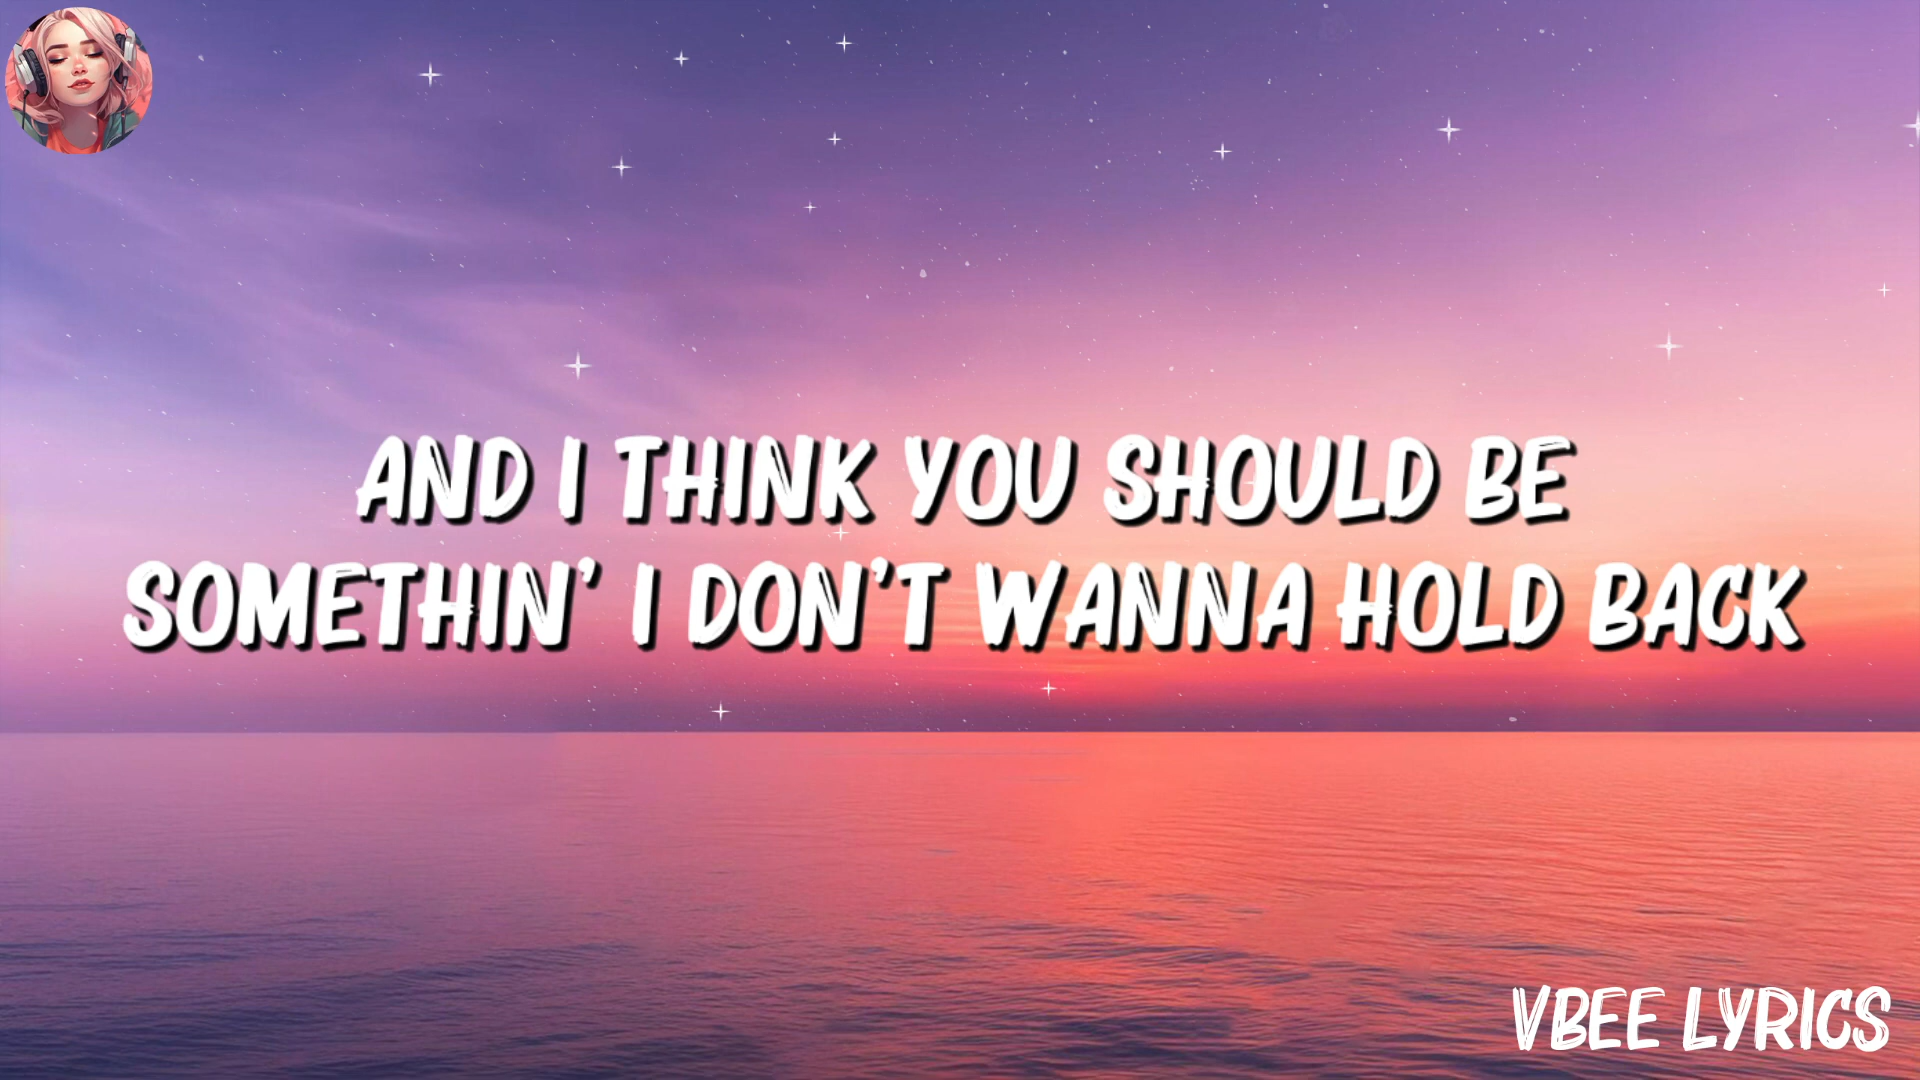 AND I THINK YOU SHOULD BE
SOMETHIN' I DON'T WANNA HOLD BACK
VBEE LYRICS